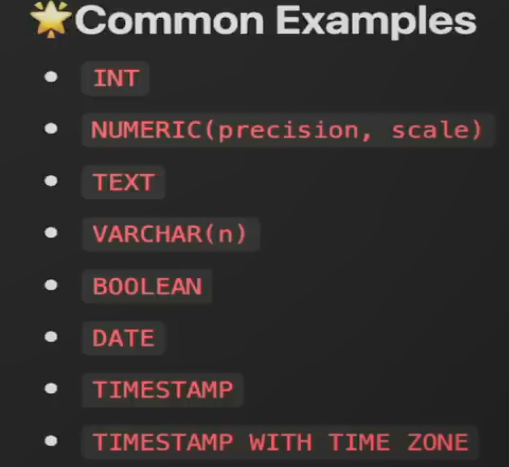 🌟Common Examples
• INT
• NUMERIC(precision, scale)
• TEXT
• VARCHAR(n)
• BOOLEAN
• DATE
• TIMESTAMP
• TIMESTAMP WITH TIME ZONE